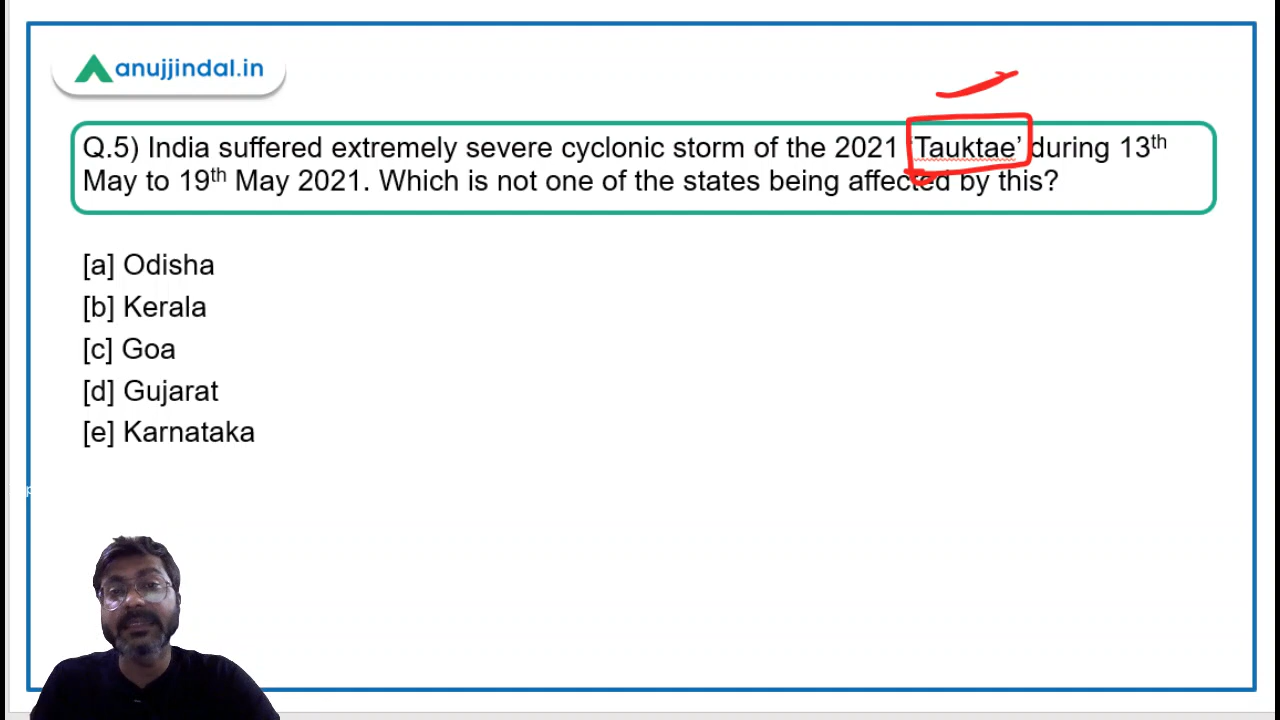 anujjindal.in
Q.5) India suffered extremely severe cyclonic storm of the 2021 ‘Tauktae’ during 13th
May to 19th May 2021. Which is not one of the states being affected by this?
[a] Odisha
[b] Kerala
[c] Goa
[d] Gujarat
[e] Karnataka